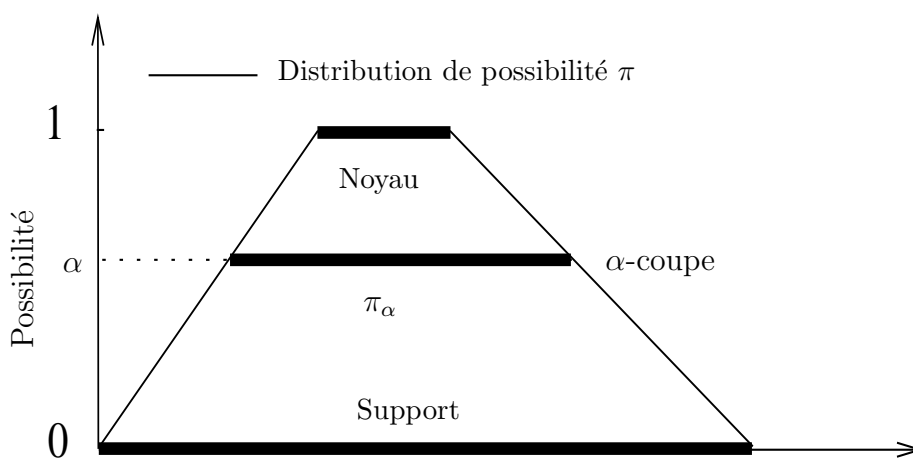 Distribution de possibilité π
1
Noyau
Possibilité
α
α-coupe
π_α
Support
0